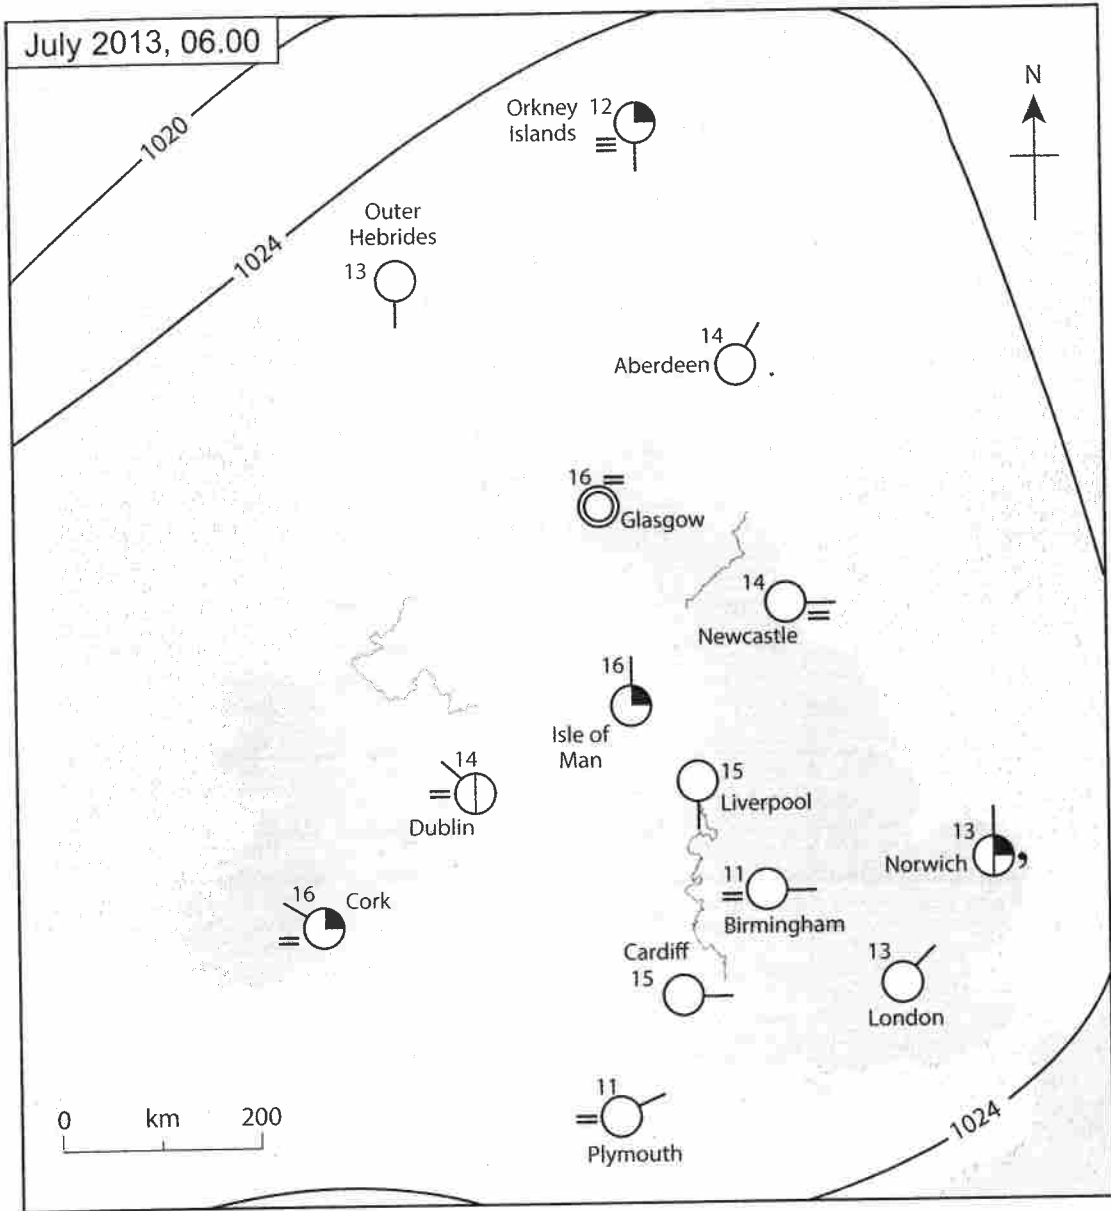 July 2013, 06.00
N
1020
Orkney 12
Islands
1024
Outer
Hebrides
13
14
Aberdeen
16
Glasgow
14
Newcastle
16
Isle of
Man
14
Dublin
15
Liverpool
13
Norwich
16 Cork
11
Birmingham
Cardiff
15
13
London
11
Plymouth
0 km 200
1024